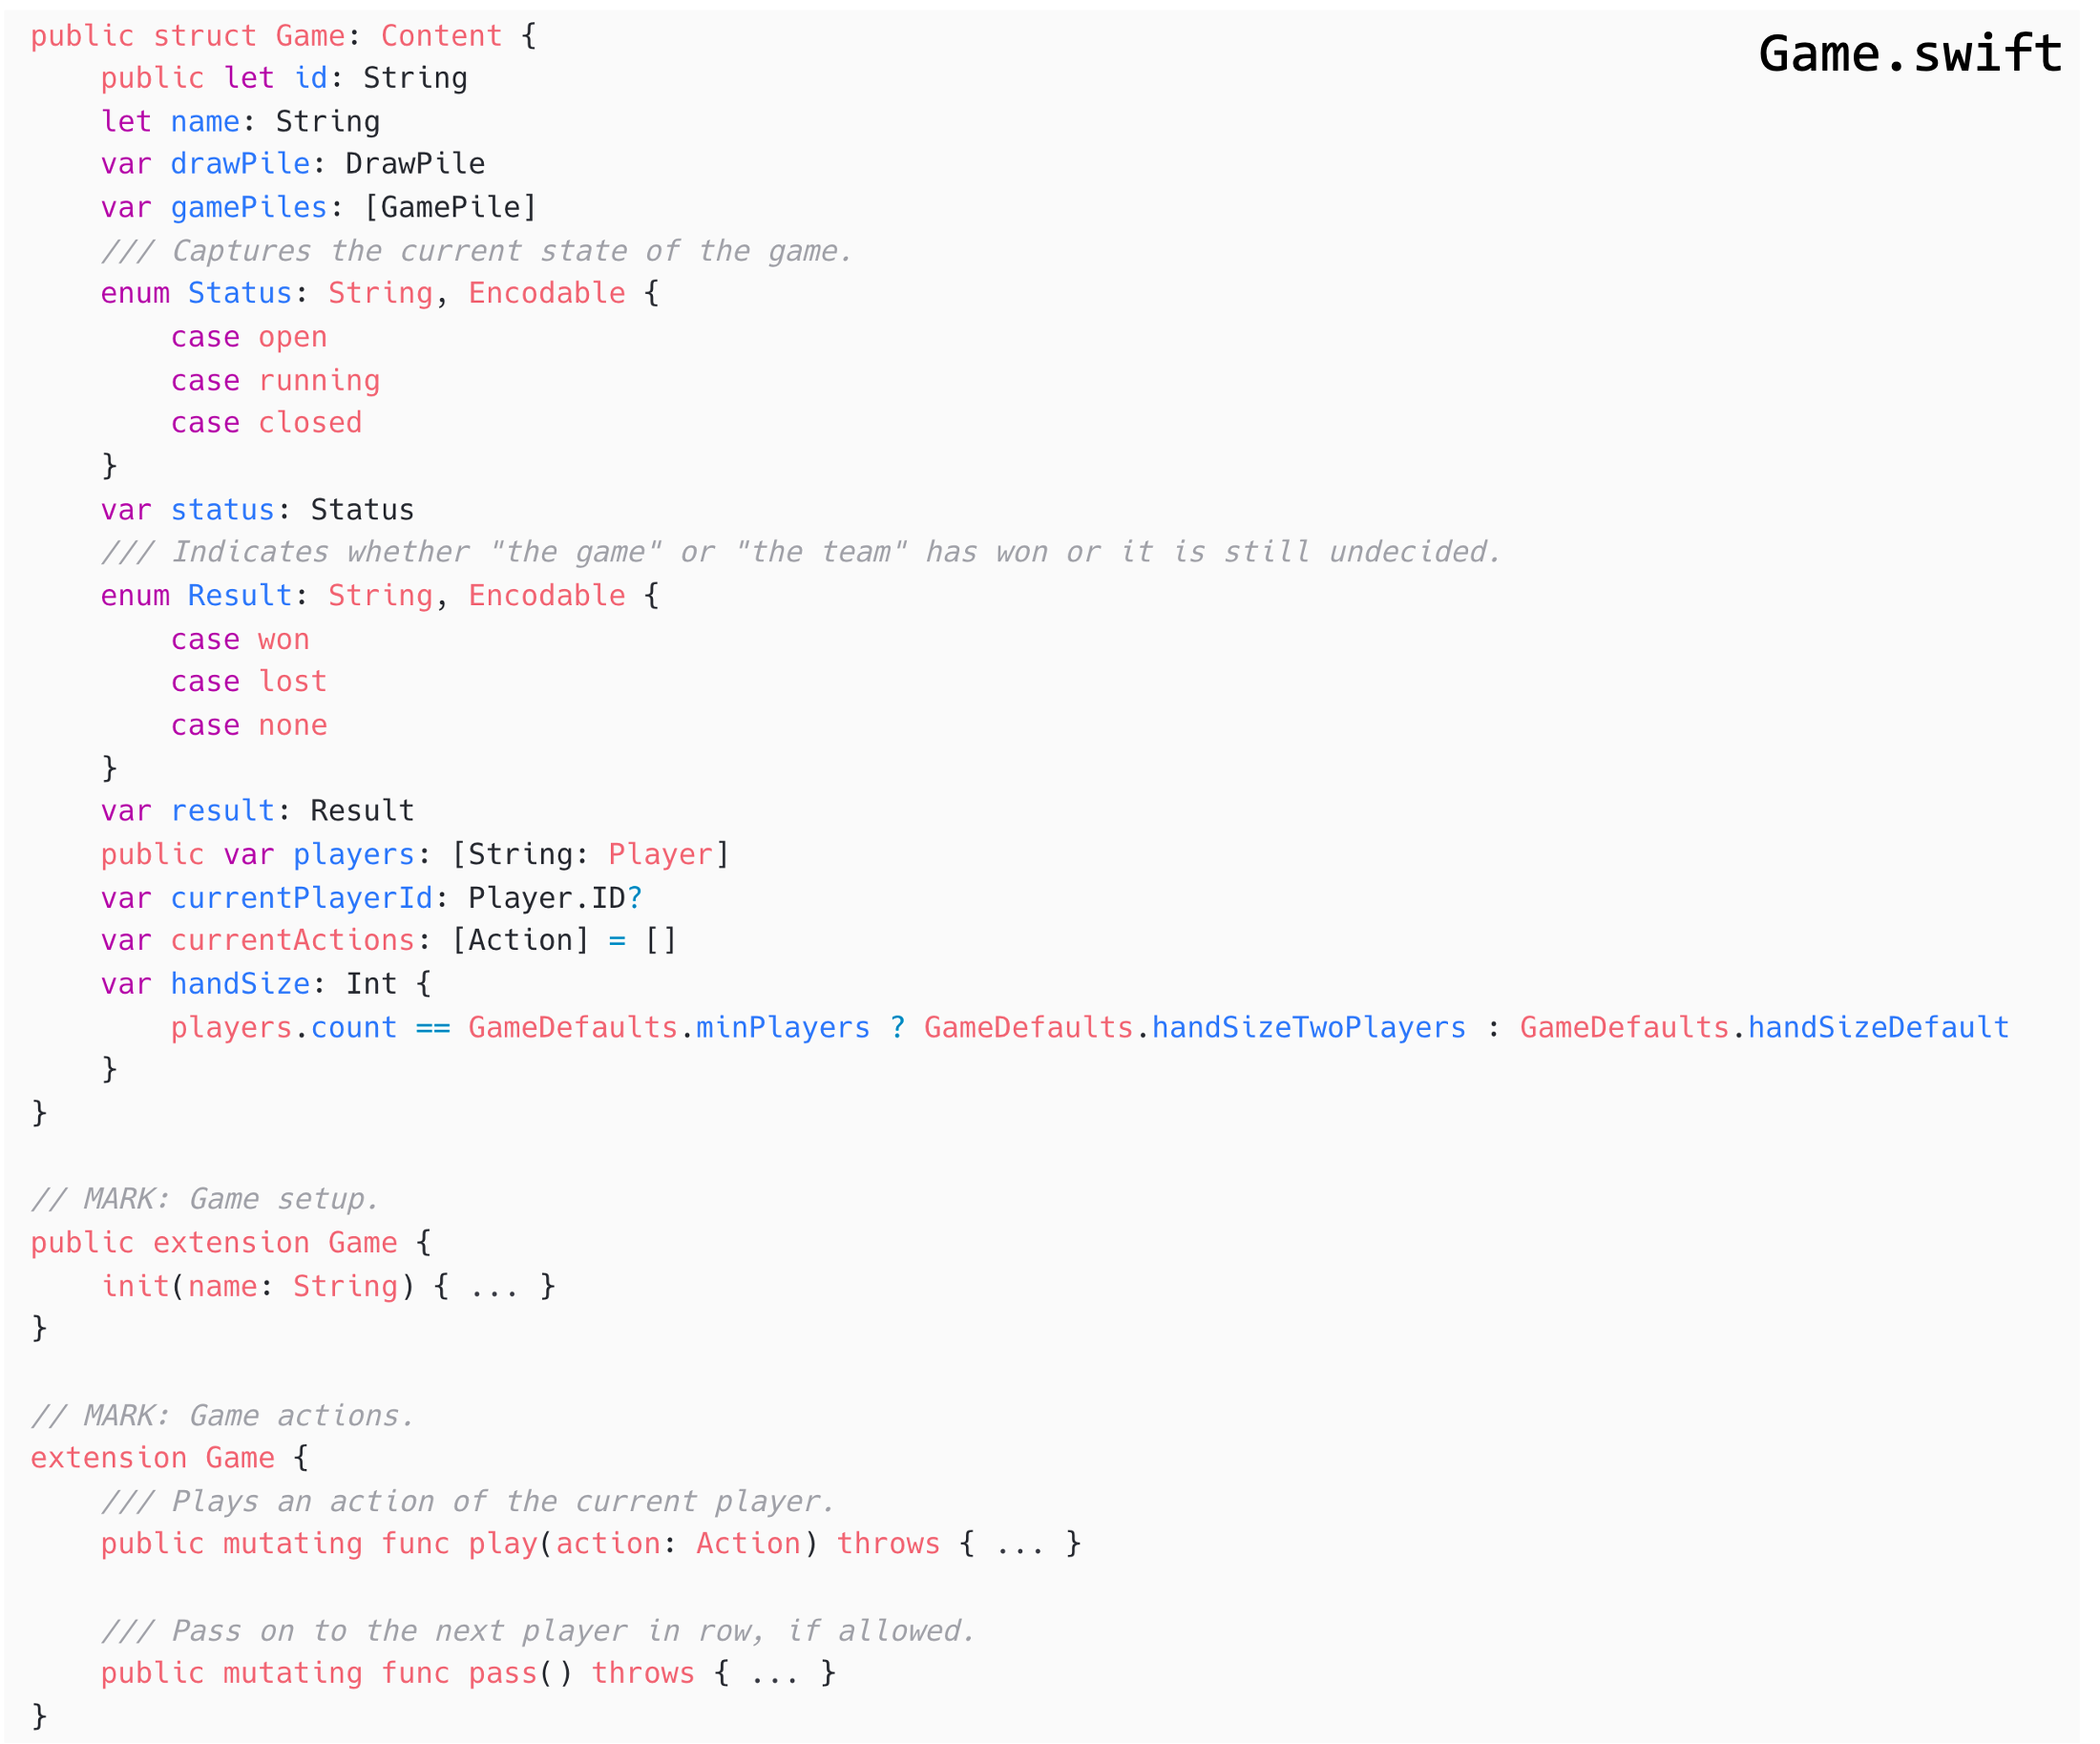 public struct Game: Content {
Game.swift
    public let id: String
    let name: String
    var drawPile: DrawPile
    var gamePiles: [GamePile]
    /// Captures the current state of the game.
    enum Status: String, Encodable {
        case open
        case running
        case closed
    }
    var status: Status
    /// Indicates whether "the game" or "the team" has won or it is still undecided.
    enum Result: String, Encodable {
        case won
        case lost
        case none
    }
    var result: Result
    public var players: [String: Player]
    var currentPlayerId: Player.ID?
    var currentActions: [Action] = []
    var handSize: Int {
        players.count == GameDefaults.minPlayers ? GameDefaults.handSizeTwoPlayers : GameDefaults.handSizeDefault
    }
}
// MARK: Game setup.
public extension Game {
    init(name: String) { ... }
}
// MARK: Game actions.
extension Game {
    /// Plays an action of the current player.
    public mutating func play(action: Action) throws { ... }
    /// Pass on to the next player in row, if allowed.
    public mutating func pass() throws { ... }
}